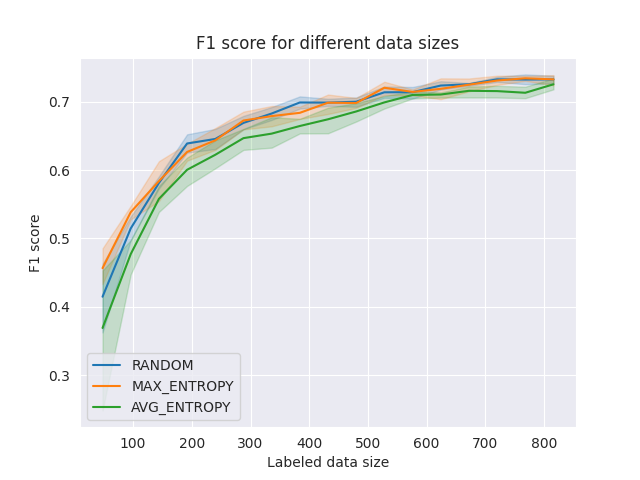 F1 score for different data sizes
F1 score
0.7
0.6
0.5
0.4
0.3
RANDOM
MAX_ENTROPY
AVG_ENTROPY
100 200 300 400 500 600 700 800
Labeled data size